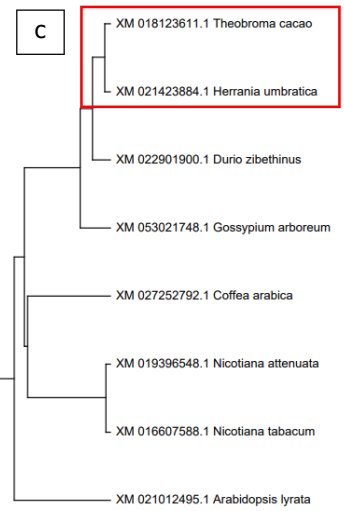 C
XM 018123611.1 Theobroma cacao
XM 021423884.1 Herrania umbratica
XM 022901900.1 Durio zibethinus
XM 053021748.1 Gossypium arboreum
XM 027252792.1 Coffea arabica
XM 019396548.1 Nicotiana attenuata
XM 016607588.1 Nicotiana tabacum
XM 021012495.1 Arabidopsis lyrata